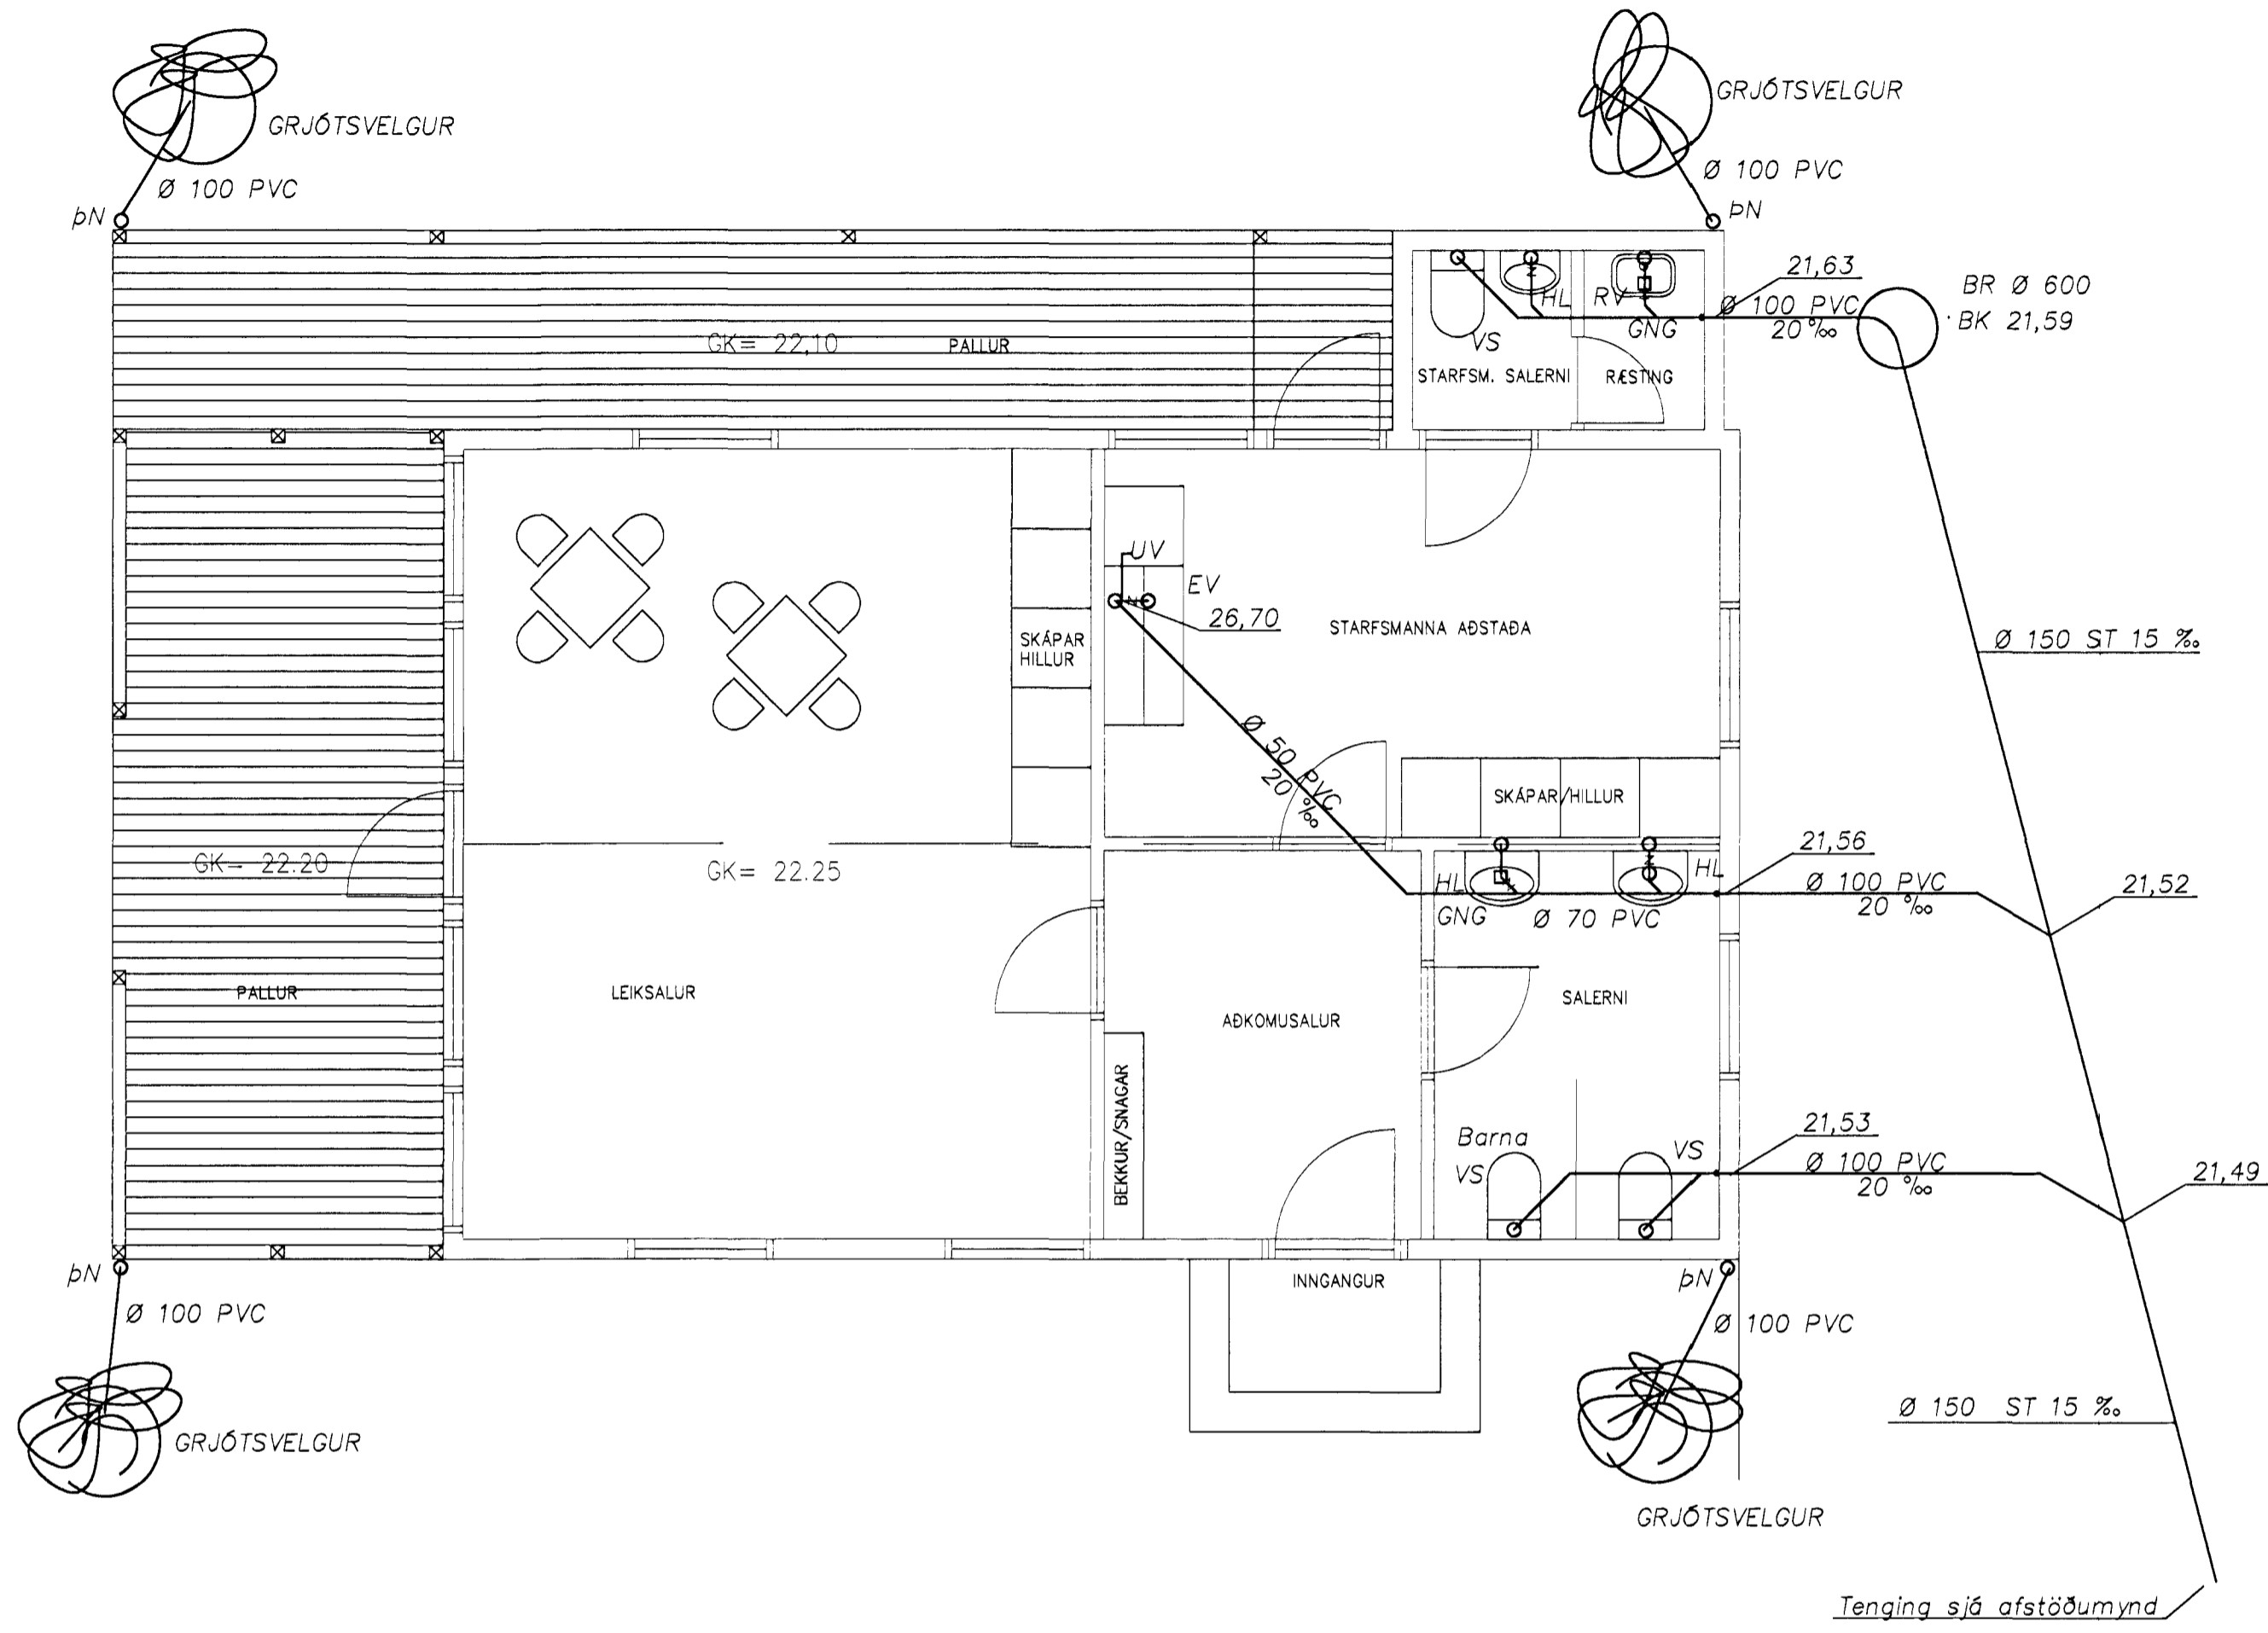 GRJÓTSVELGUR
Ø 100 PVC
ÞN
GRJÓTSVELGUR
Ø 100 PVC
ÞN
21,63
Ø 100 PVC
20 ‰
BR Ø 600
BK 21,59
HL
RV
GNG
VS
STARFSM. SALERNI
RÆSTING
GK= 22,10
PALLUR
UV
EV
26,70
STARFSMANNA AÐSTAÐA
SKÁPAR
HILLUR
Ø 150 ST 15 ‰
Ø 50 PVC
20 ‰
SKÁPAR/HILLUR
GK= 22.20
GK= 22.25
21,56
Ø 100 PVC
20 ‰
21,52
HL
GNG
Ø 70 PVC
HL
PALLUR
LEIKSALUR
AÐKOMUSALUR
SALERNI
BEKKUR/SNAGAR
Barna
VS
VS
21,53
Ø 100 PVC
20 ‰
21,49
ÞN
Ø 100 PVC
GRJÓTSVELGUR
INNGANGUR
ÞN
Ø 100 PVC
GRJÓTSVELGUR
Ø 150 ST 15 ‰
Tenging sjá afstöðumynd